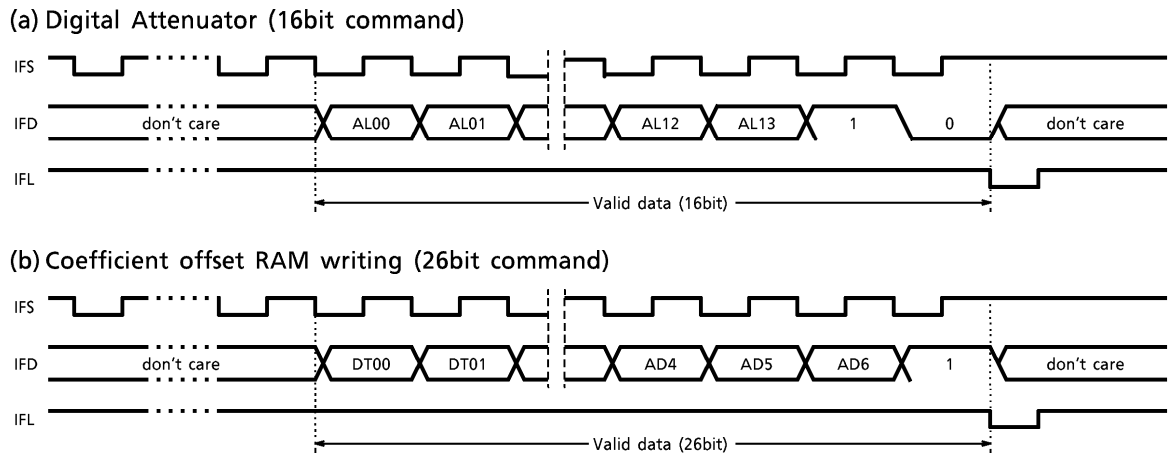 (a) Digital Attenuator (16bit command)
IFS
IFD don't care AL00 AL01 AL12 AL13 1 0 don't care
IFL
Valid data (16bit)
(b) Coefficient offset RAM writing (26bit command)
IFS
IFD don't care DT00 DT01 AD4 AD5 AD6 1 don't care
IFL
Valid data (26bit)